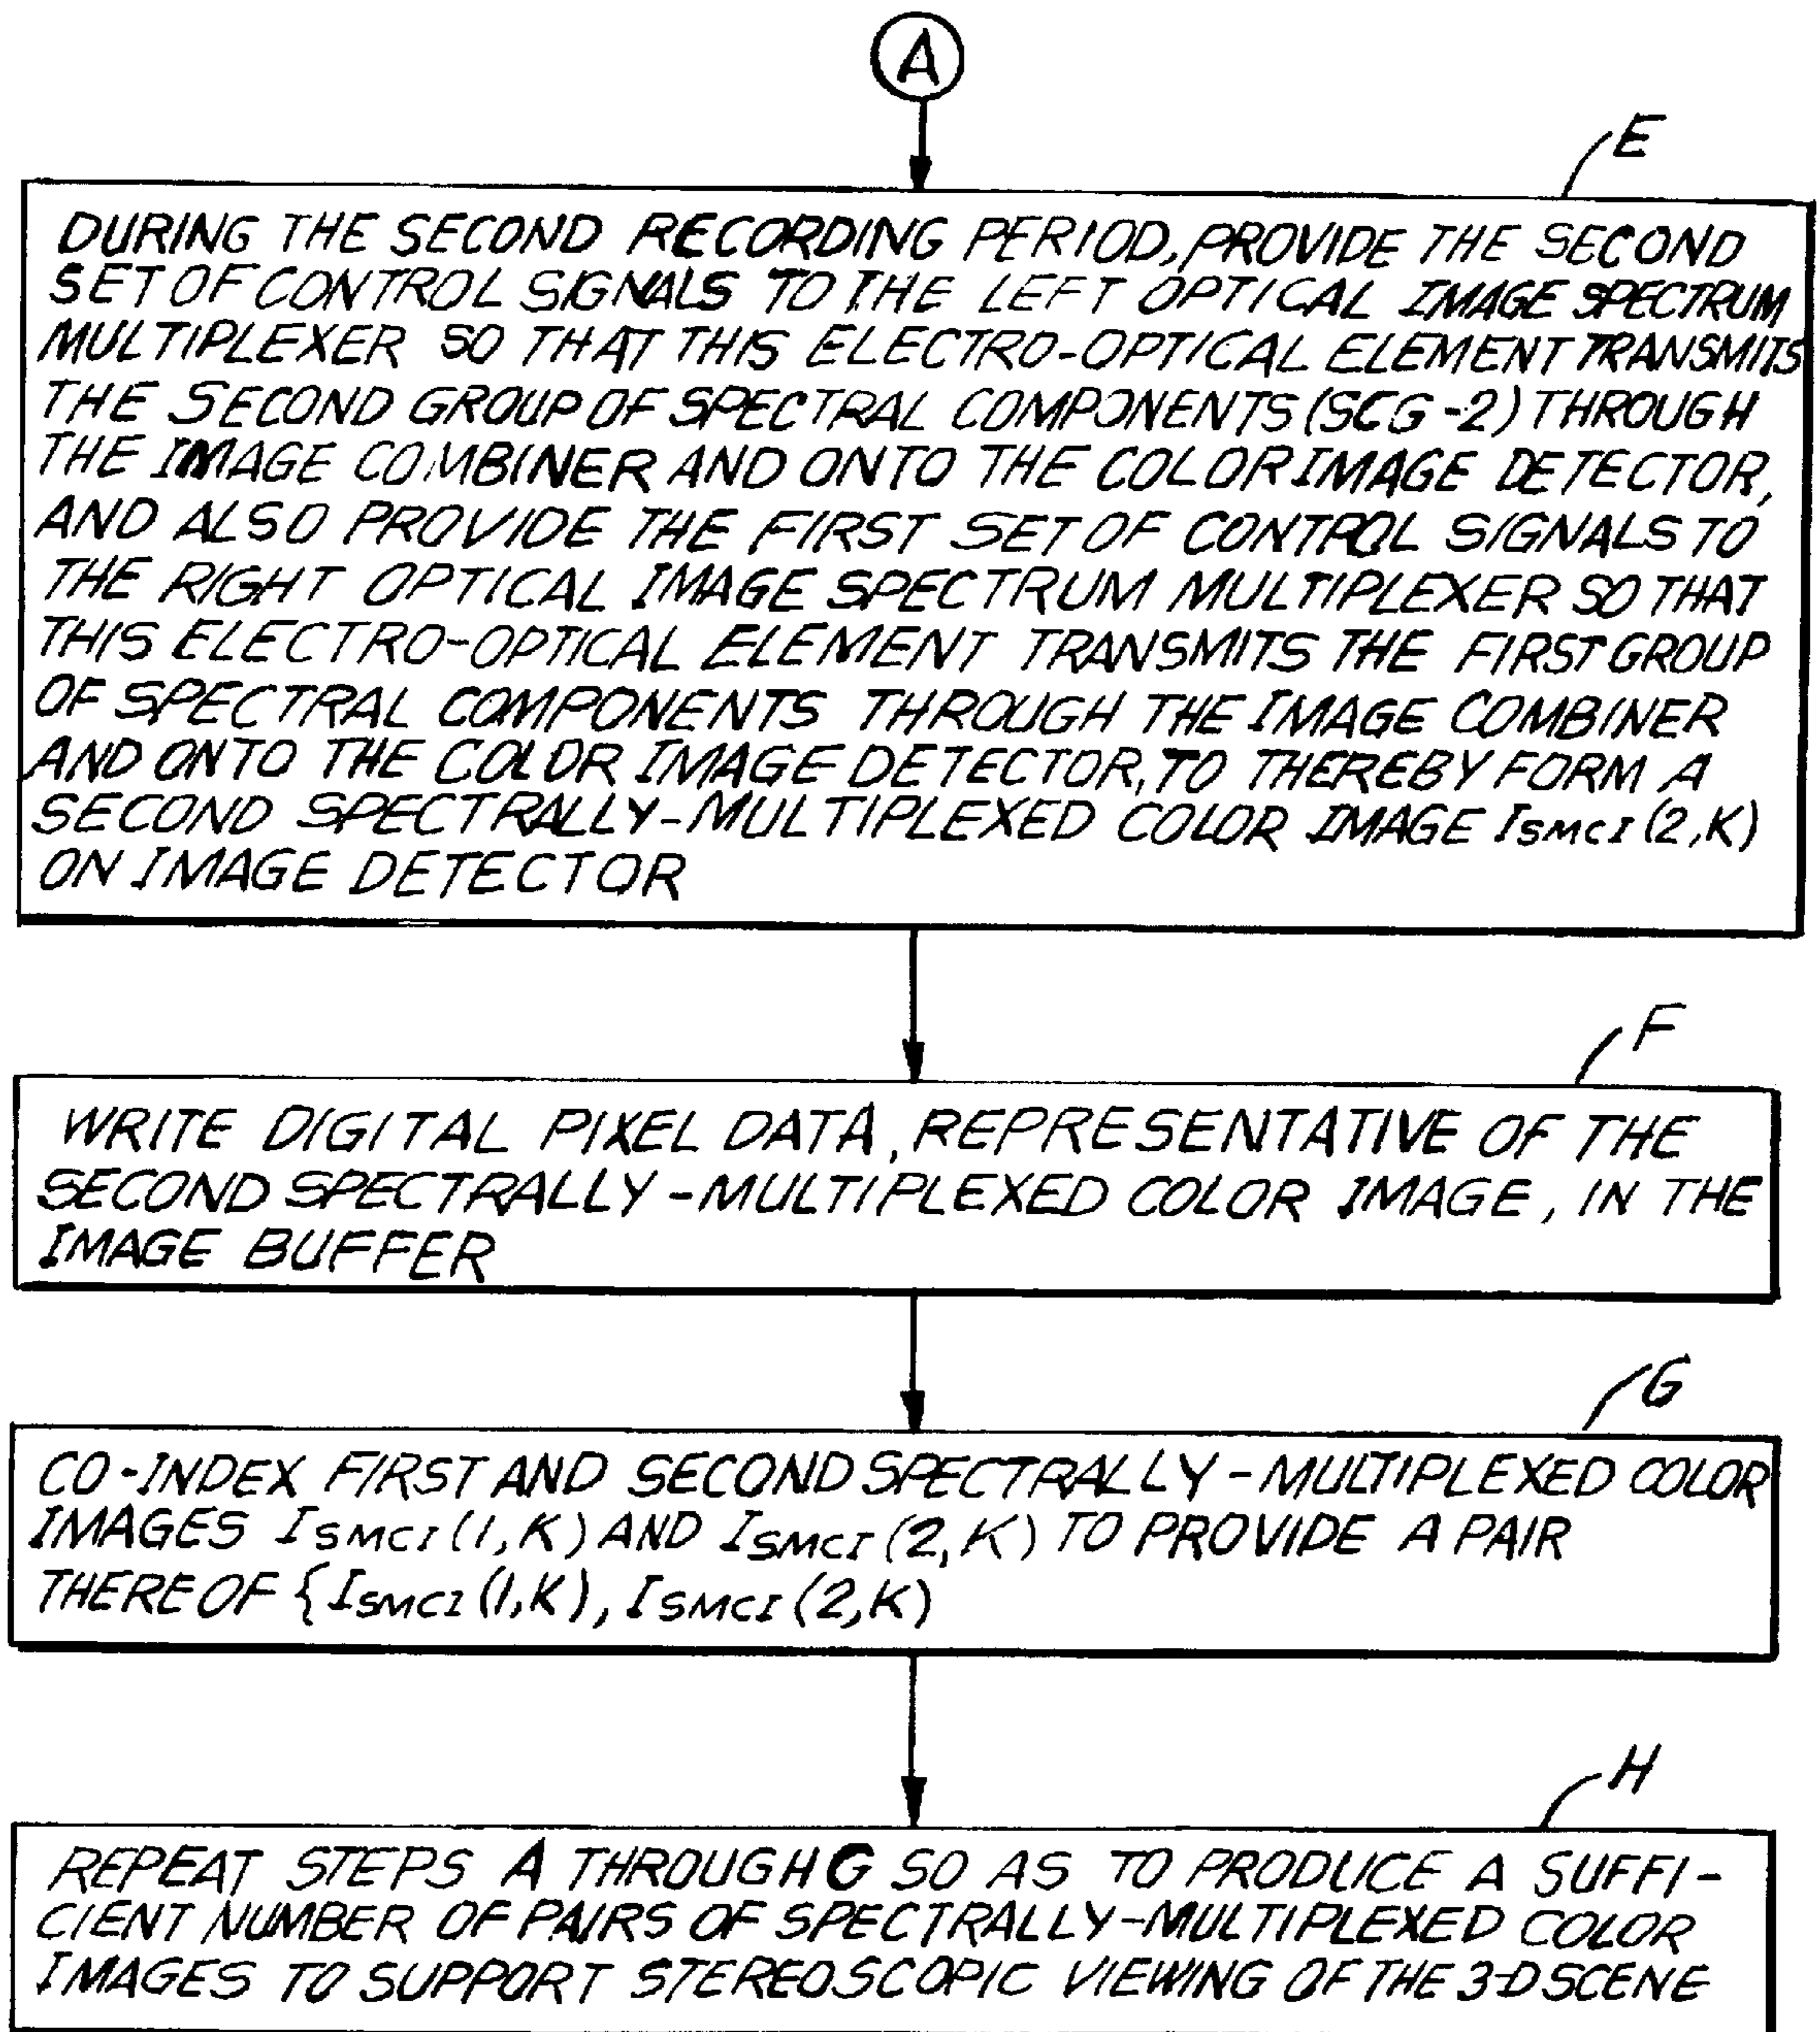 A
E
DURING THE SECOND RECORDING PERIOD, PROVIDE THE SECOND
SET OF CONTROL SIGNALS TO THE LEFT OPTICAL IMAGE SPECTRUM
MULTIPLEXER SO THAT THIS ELECTRO-OPTICAL ELEMENT TRANSMITS
THE SECOND GROUP OF SPECTRAL COMPONENTS (SCG-2) THROUGH
THE IMAGE COMBINER AND ONTO THE COLOR IMAGE DETECTOR,
AND ALSO PROVIDE THE FIRST SET OF CONTROL SIGNALS TO
THE RIGHT OPTICAL IMAGE SPECTRUM MULTIPLEXER SO THAT
THIS ELECTRO-OPTICAL ELEMENT TRANSMITS THE FIRST GROUP
OF SPECTRAL COMPONENTS THROUGH THE IMAGE COMBINER
AND ONTO THE COLOR IMAGE DETECTOR, TO THEREBY FORM A
SECOND SPECTRALLY-MULTIPLEXED COLOR IMAGE ISMCI (2,K)
ON IMAGE DETECTOR
F
WRITE DIGITAL PIXEL DATA, REPRESENTATIVE OF THE
SECOND SPECTRALLY-MULTIPLEXED COLOR IMAGE, IN THE
IMAGE BUFFER
G
CO-INDEX FIRST AND SECOND SPECTRALLY-MULTIPLEXED COLOR
IMAGES ISMCI (1,K) AND ISMCI (2,K) TO PROVIDE A PAIR
THEREOF {ISMCI (1,K), ISMCI (2,K)
H
REPEAT STEPS A THROUGH G SO AS TO PRODUCE A SUFFI-
CIENT NUMBER OF PAIRS OF SPECTRALLY-MULTIPLEXED COLOR
IMAGES TO SUPPORT STEREOSCOPIC VIEWING OF THE 3-D SCENE